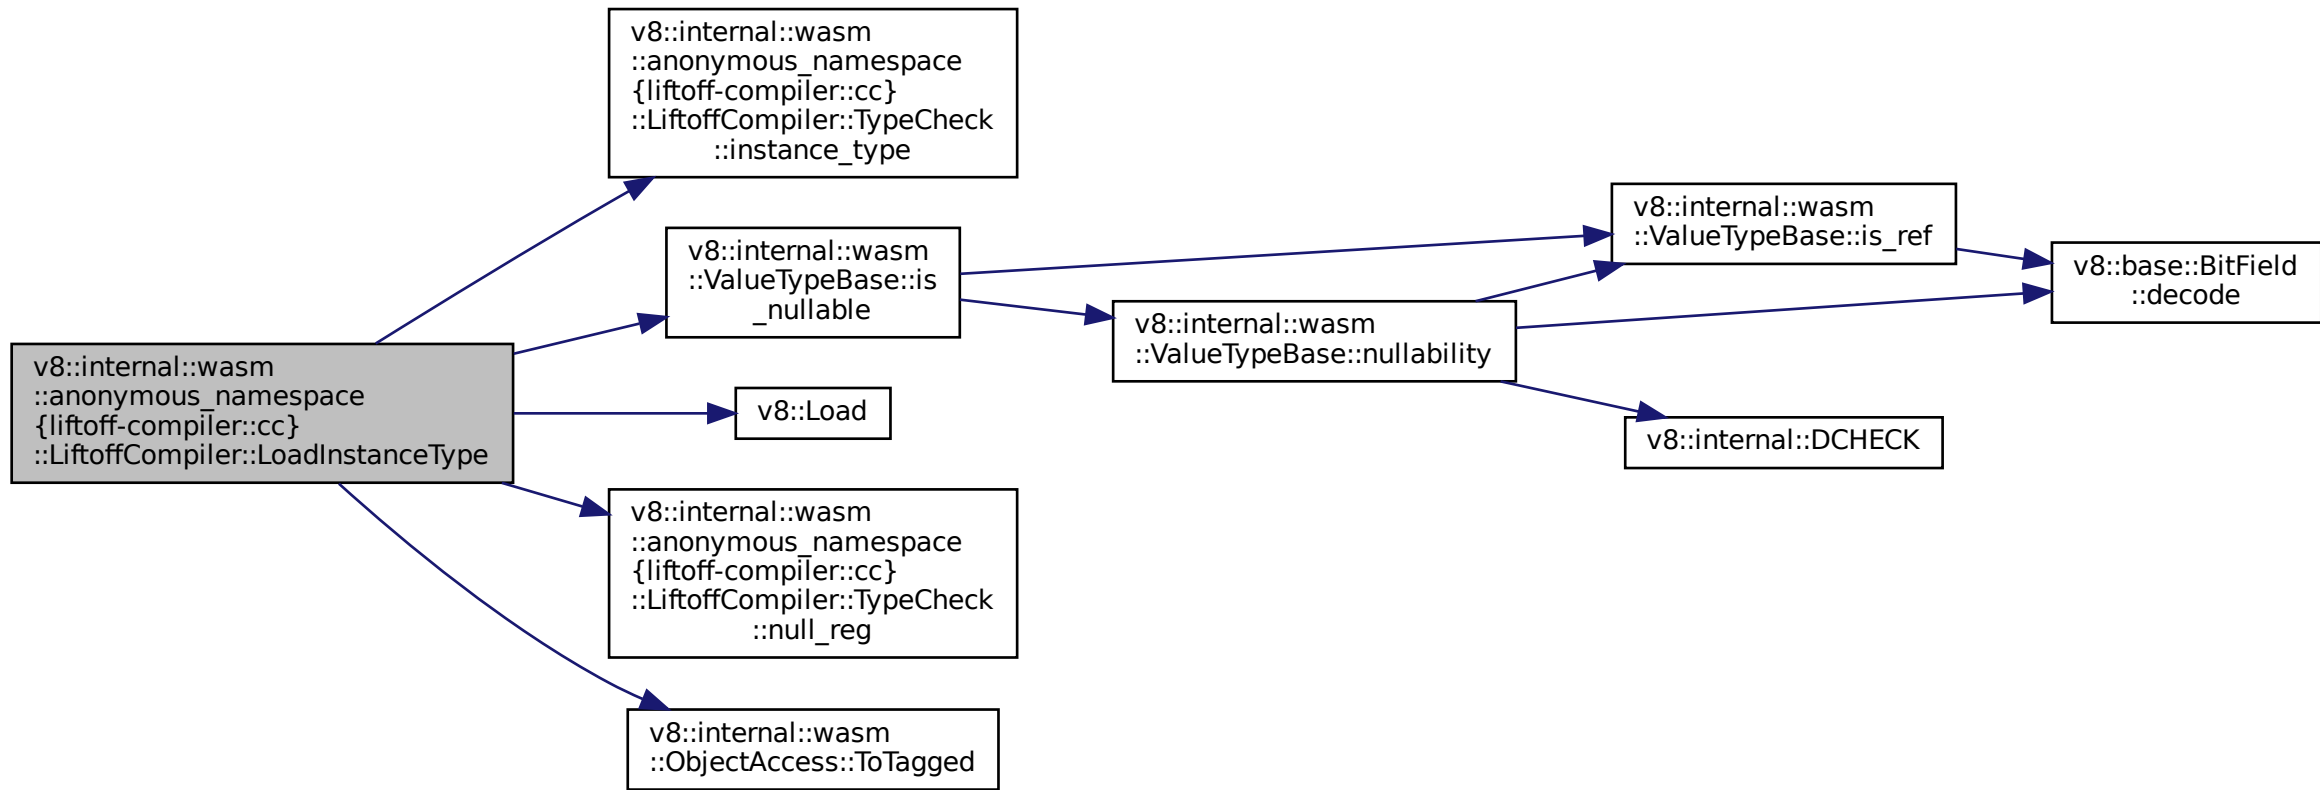 v8::internal::wasm
::anonymous_namespace
{liftoff-compiler::cc}
::LiftoffCompiler::LoadInstanceType
v8::internal::wasm
::anonymous_namespace
{liftoff-compiler::cc}
::LiftoffCompiler::TypeCheck
::instance_type
v8::internal::wasm
::ValueTypeBase::is
_nullable
v8::Load
v8::internal::wasm
::anonymous_namespace
{liftoff-compiler::cc}
::LiftoffCompiler::TypeCheck
::null_reg
v8::internal::wasm
::ObjectAccess::ToTagged
v8::internal::wasm
::ValueTypeBase::nullability
v8::internal::wasm
::ValueTypeBase::is_ref
v8::internal::DCHECK
v8::base::BitField
::decode